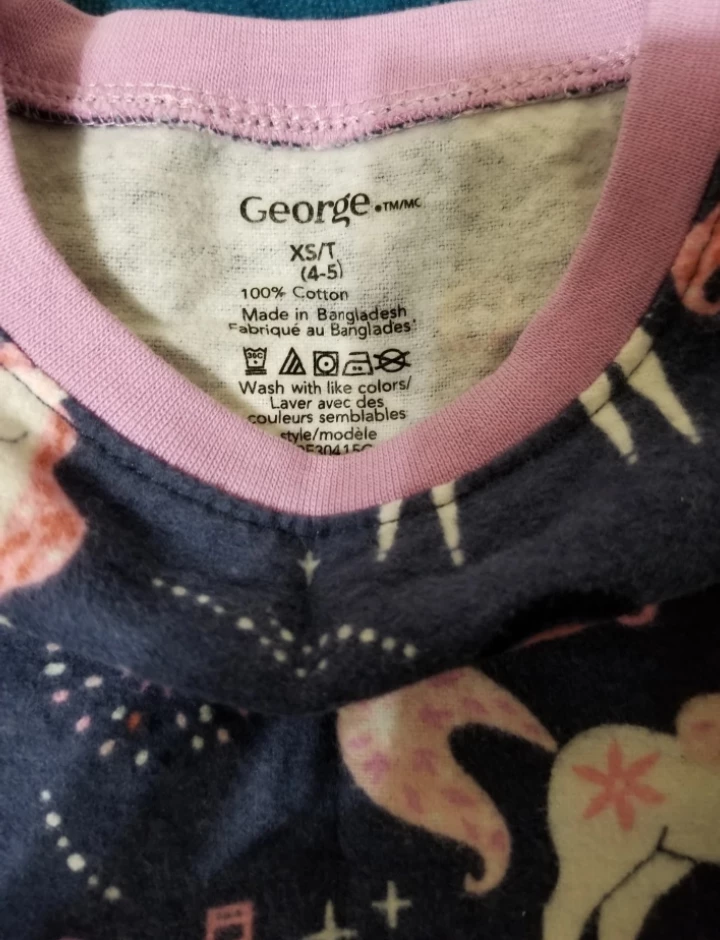 George.TM/MC
XS/T
(4-5)
100% Cotton
Made in Bangladesh
Fabriqué au
30C
Wash with like colors/
Laver avec des
couleurs semblables
style/modèle